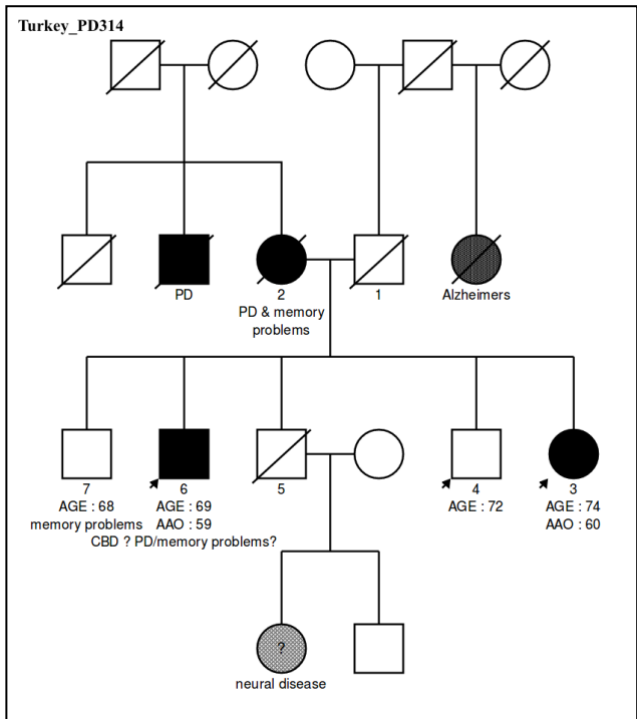 Turkey_PD314
PD
2
1
Alzheimers
PD & memory
problems
7
6
5
4
3
AGE : 68
AGE : 69
AGE : 72
AGE : 74
memory problems
AAO : 59
AAO : 60
CBD ? PD/memory problems?
?
neural disease